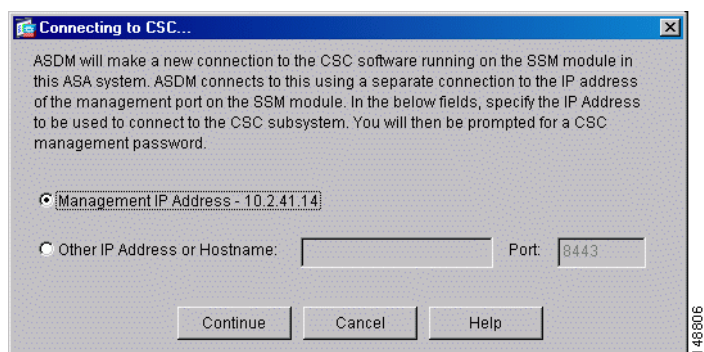 Connecting to CSC...
ASDM will make a new connection to the CSC software running on the SSM module in
this ASA system. ASDM connects to this using a separate connection to the IP address
of the management port on the SSM module. In the below fields, specify the IP Address
to be used to connect to the CSC subsystem. You will then be prompted for a CSC
management password.
Management IP Address - 10.2.41.14
Other IP Address or Hostname: Port: 8443
Continue Cancel Help
148806